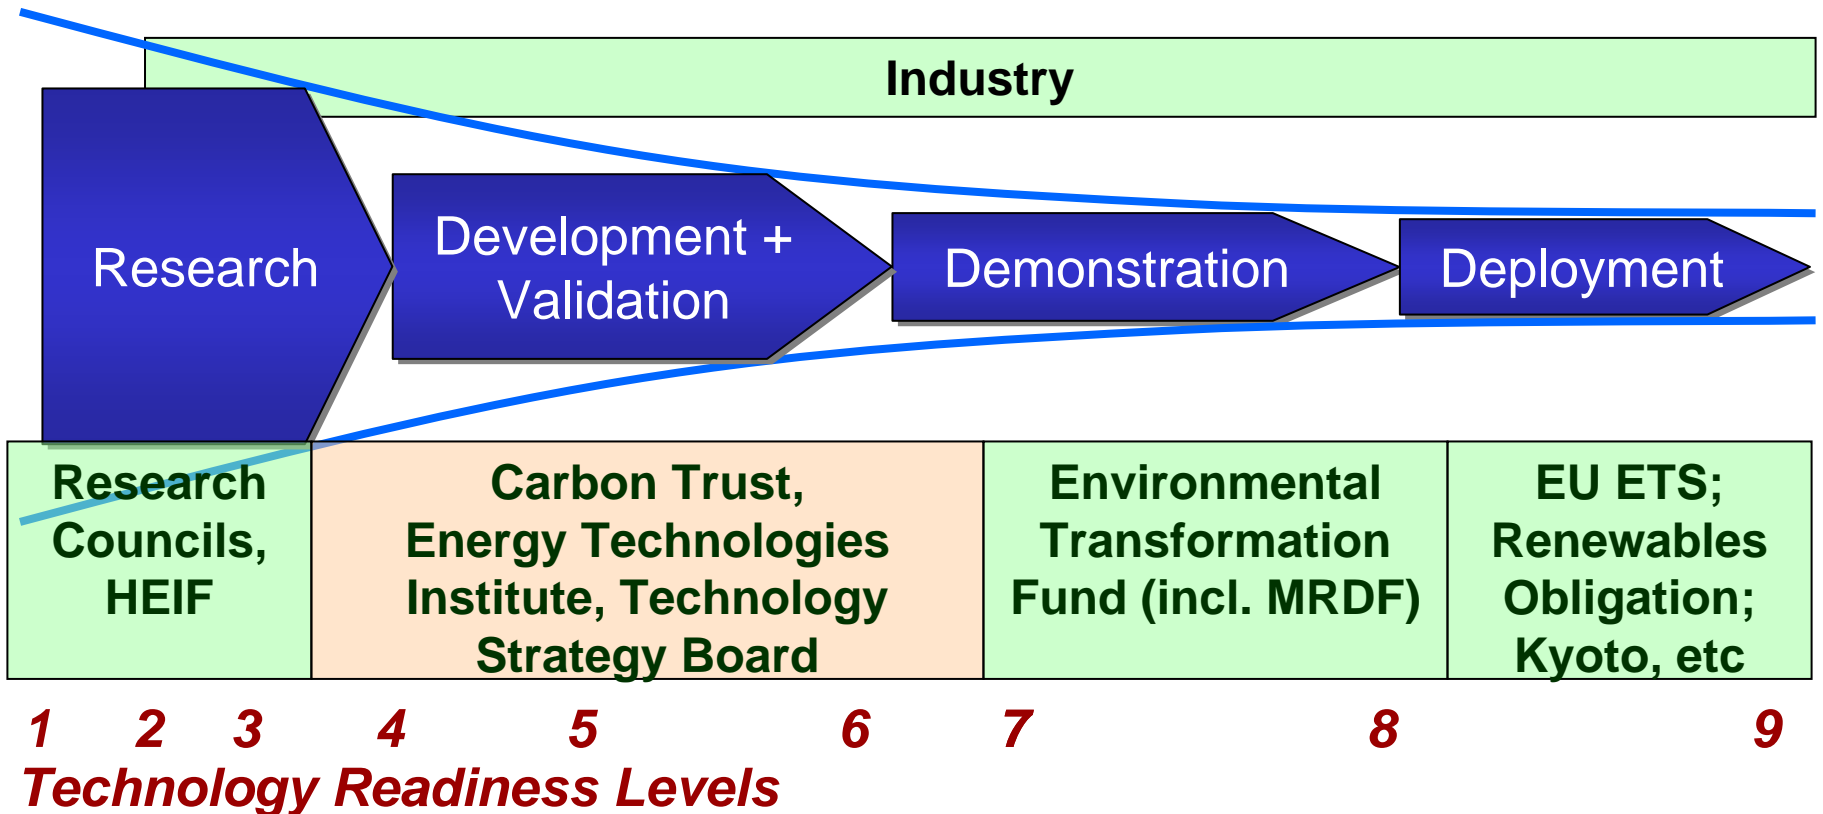 Industry
Research
Development +
Validation
Demonstration
Deployment
Research
Councils,
HEIF
Carbon Trust,
Energy Technologies
Institute, Technology
Strategy Board
Environmental
Transformation
Fund (incl. MRDF)
EU ETS;
Renewables
Obligation;
Kyoto, etc
1 2 3 4 5 6 7 8 9
Technology Readiness Levels